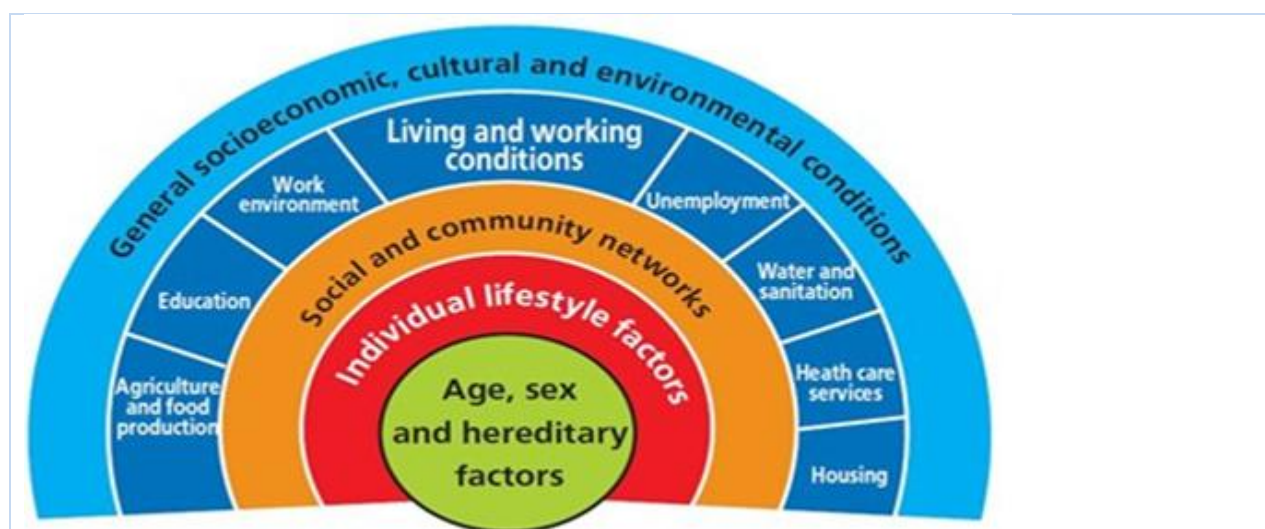 General socioeconomic, cultural and environmental conditions
Living and working
conditions
Work
environment
Unemployment
Education
Water and
sanitation
Agriculture
and food
production
Heath care
services
Housing
Social and community networks
Individual lifestyle factors
Age, sex
and hereditary
factors